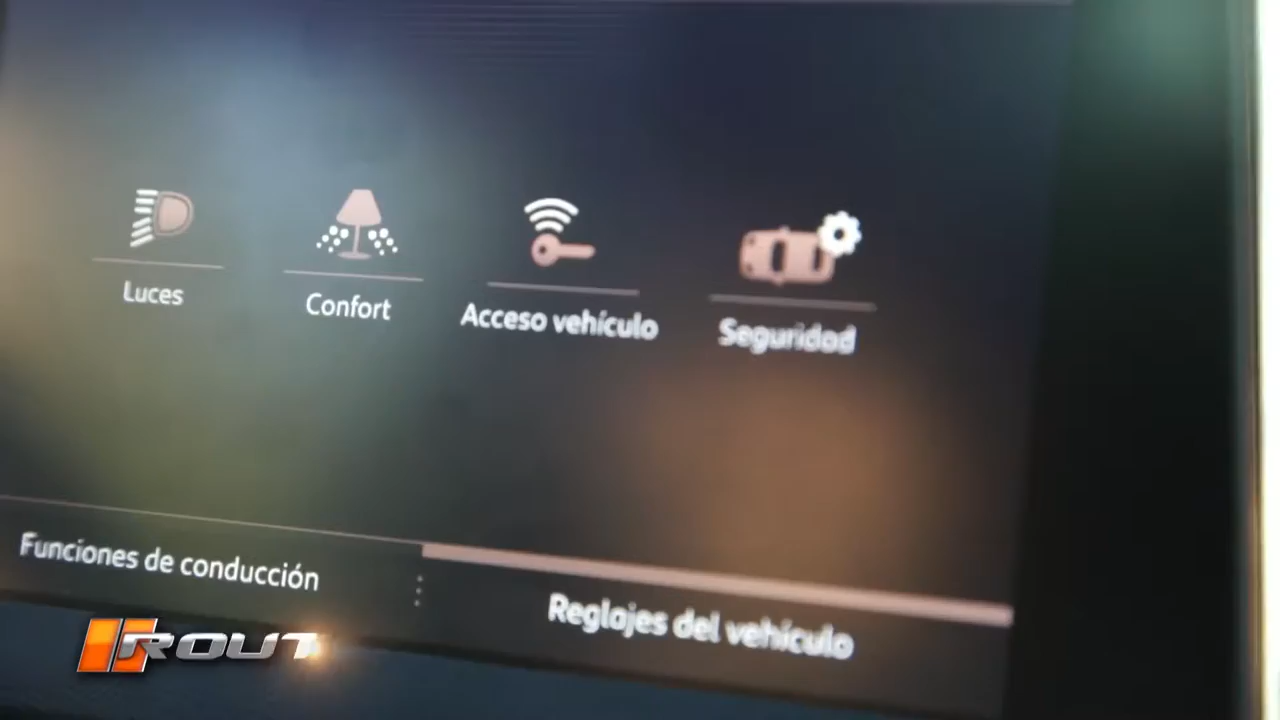 Luces
Confort
Acceso vehículo
Seguridad
Funciones de conducción
Reglajes del vehículo
ROUT